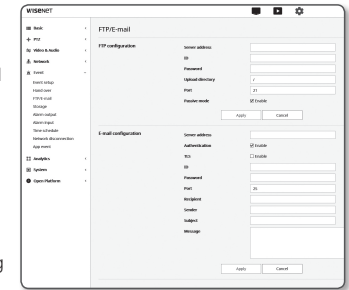 WISENET
Basic
PTZ
Video & Audio
Network
Event
Event setup
Hand over
FTP/E-mail
Storage
Alarm output
Alarm input
Time schedule
Network disconnection
App event
Analytics
System
Open Platform
FTP/E-mail
FTP configuration
Server address
ID
Password
Upload directory /
Port 21
Passive mode Enable
Apply Cancel
E-mail configuration
Server address
Authentication Enable
TLS Enable
ID
Password
Port 25
Recipient
Sender
Subject
Message
Apply Cancel
g